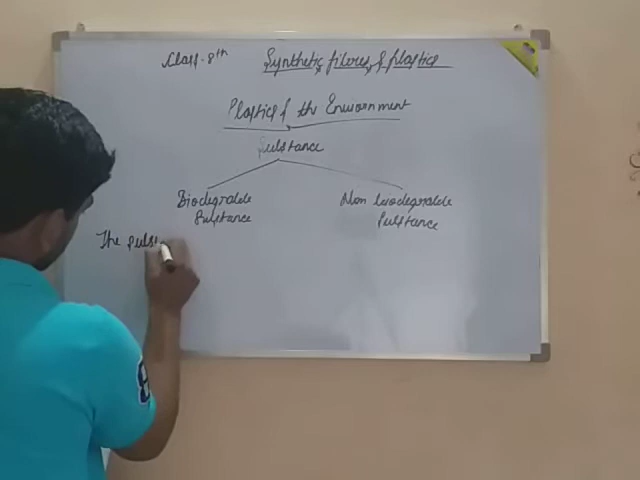 Class-8th Synthetic fibres & plastics
Plastics & the Environment
Substance
Biodegradable Non biodegradable
Substance Substance
The subs